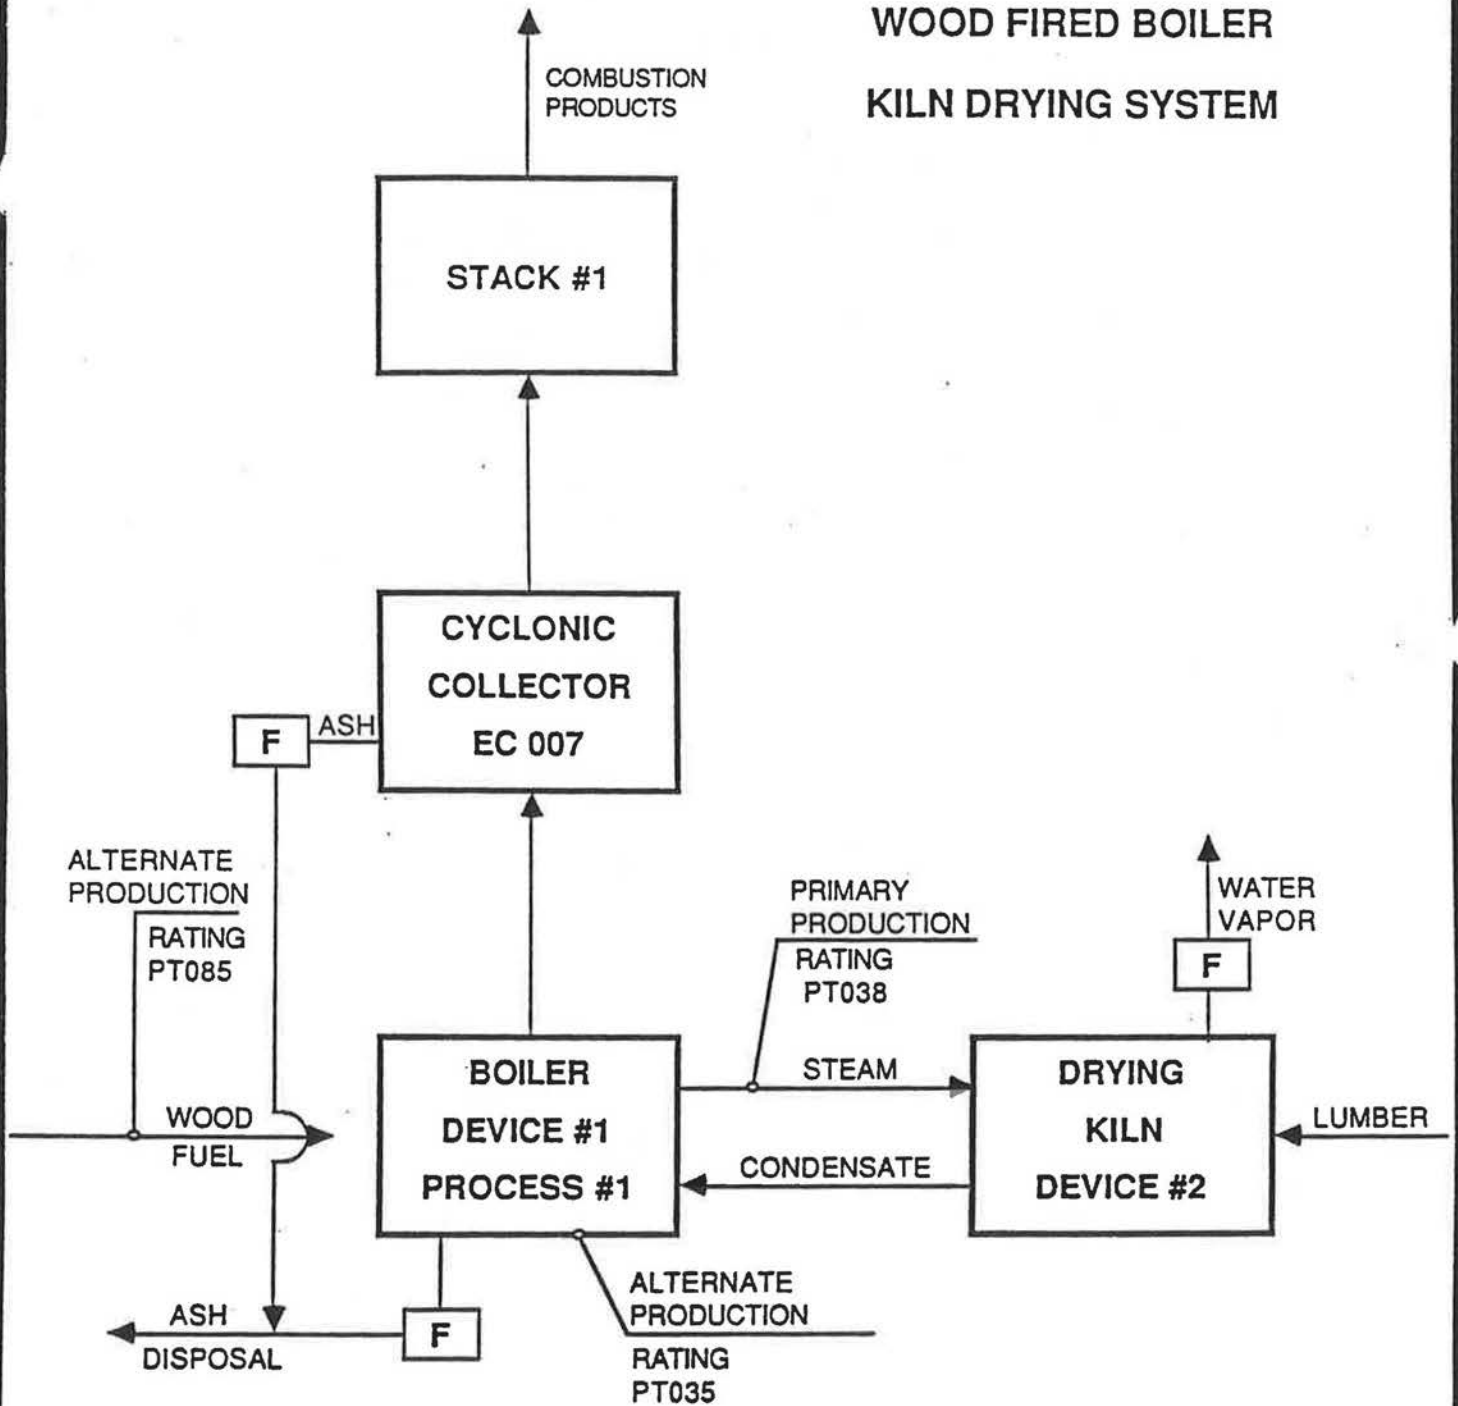 WOOD FIRED BOILER
KILN DRYING SYSTEM
COMBUSTION
PRODUCTS
STACK #1
CYCLONIC
COLLECTOR
EC 007
F
ASH
ALTERNATE
PRODUCTION
RATING
PT085
PRIMARY
PRODUCTION
RATING
PT038
WATER
VAPOR
F
WOOD
FUEL
BOILER
DEVICE #1
PROCESS #1
STEAM
CONDENSATE
DRYING
KILN
DEVICE #2
LUMBER
ASH
DISPOSAL
F
ALTERNATE
PRODUCTION
RATING
PT035